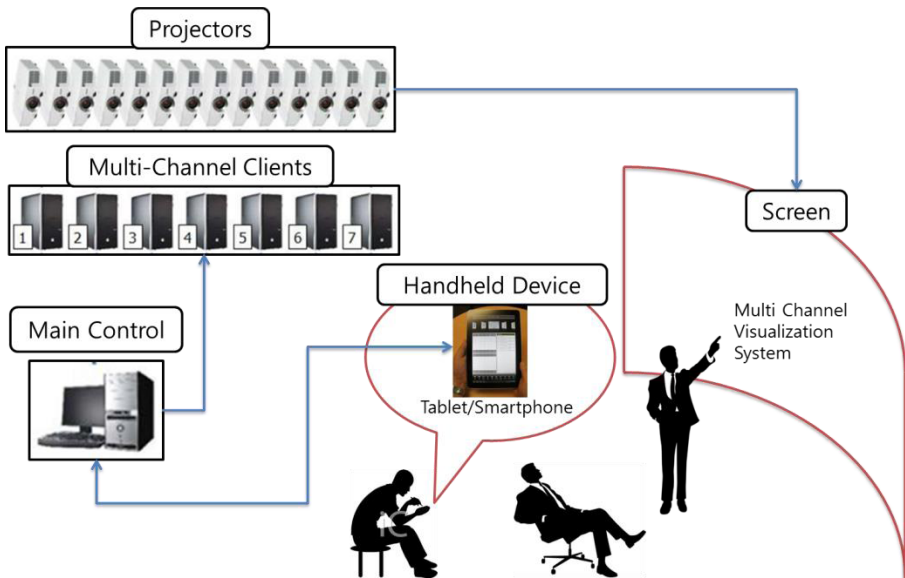 Projectors
Multi-Channel Clients
1 2 3 4 5 6 7
Screen
Handheld Device
Main Control
Multi Channel
Visualization
System
Tablet/Smartphone
iC